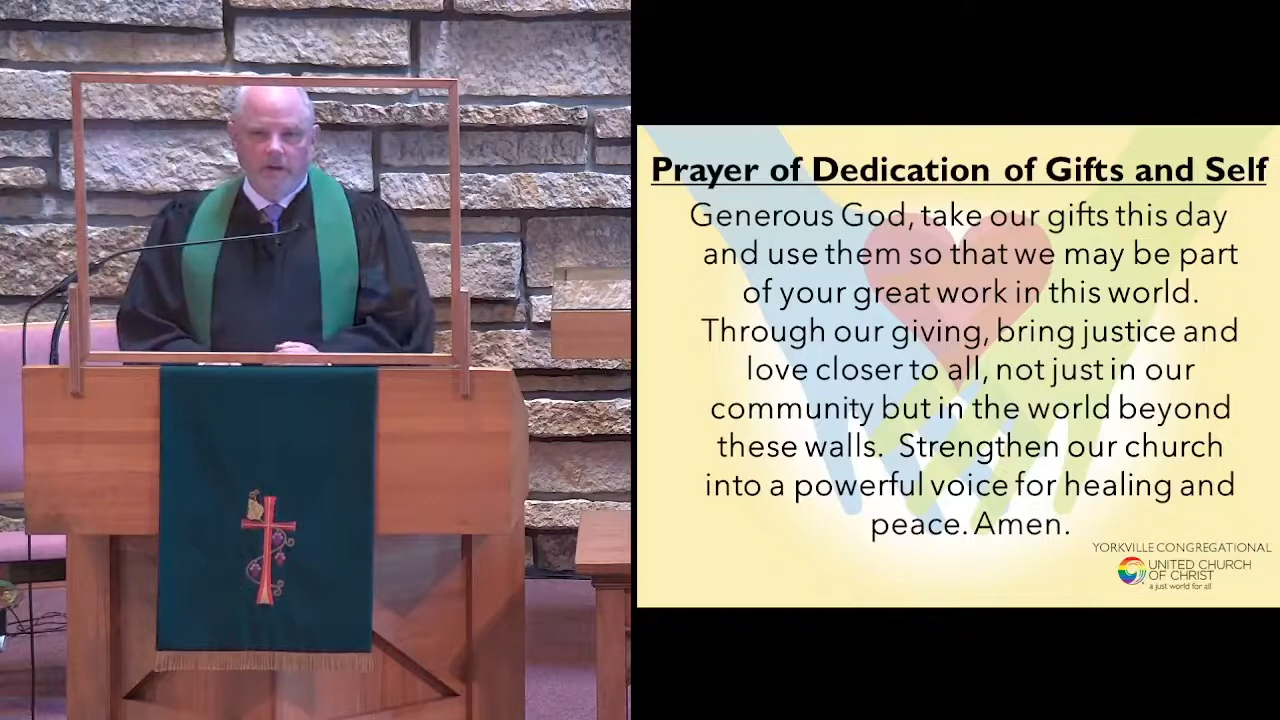 Prayer of Dedication of Gifts and Self
Generous God, take our gifts this day
and use them so that we may be part
of your great work in this world.
Through our giving, bring justice and
love closer to all, not just in our
community but in the world beyond
these walls.  Strengthen our church
into a powerful voice for healing and
peace. Amen.
YORKVILLE CONGREGATIONAL
UNITED CHURCH
OF CHRIST
a just world for all